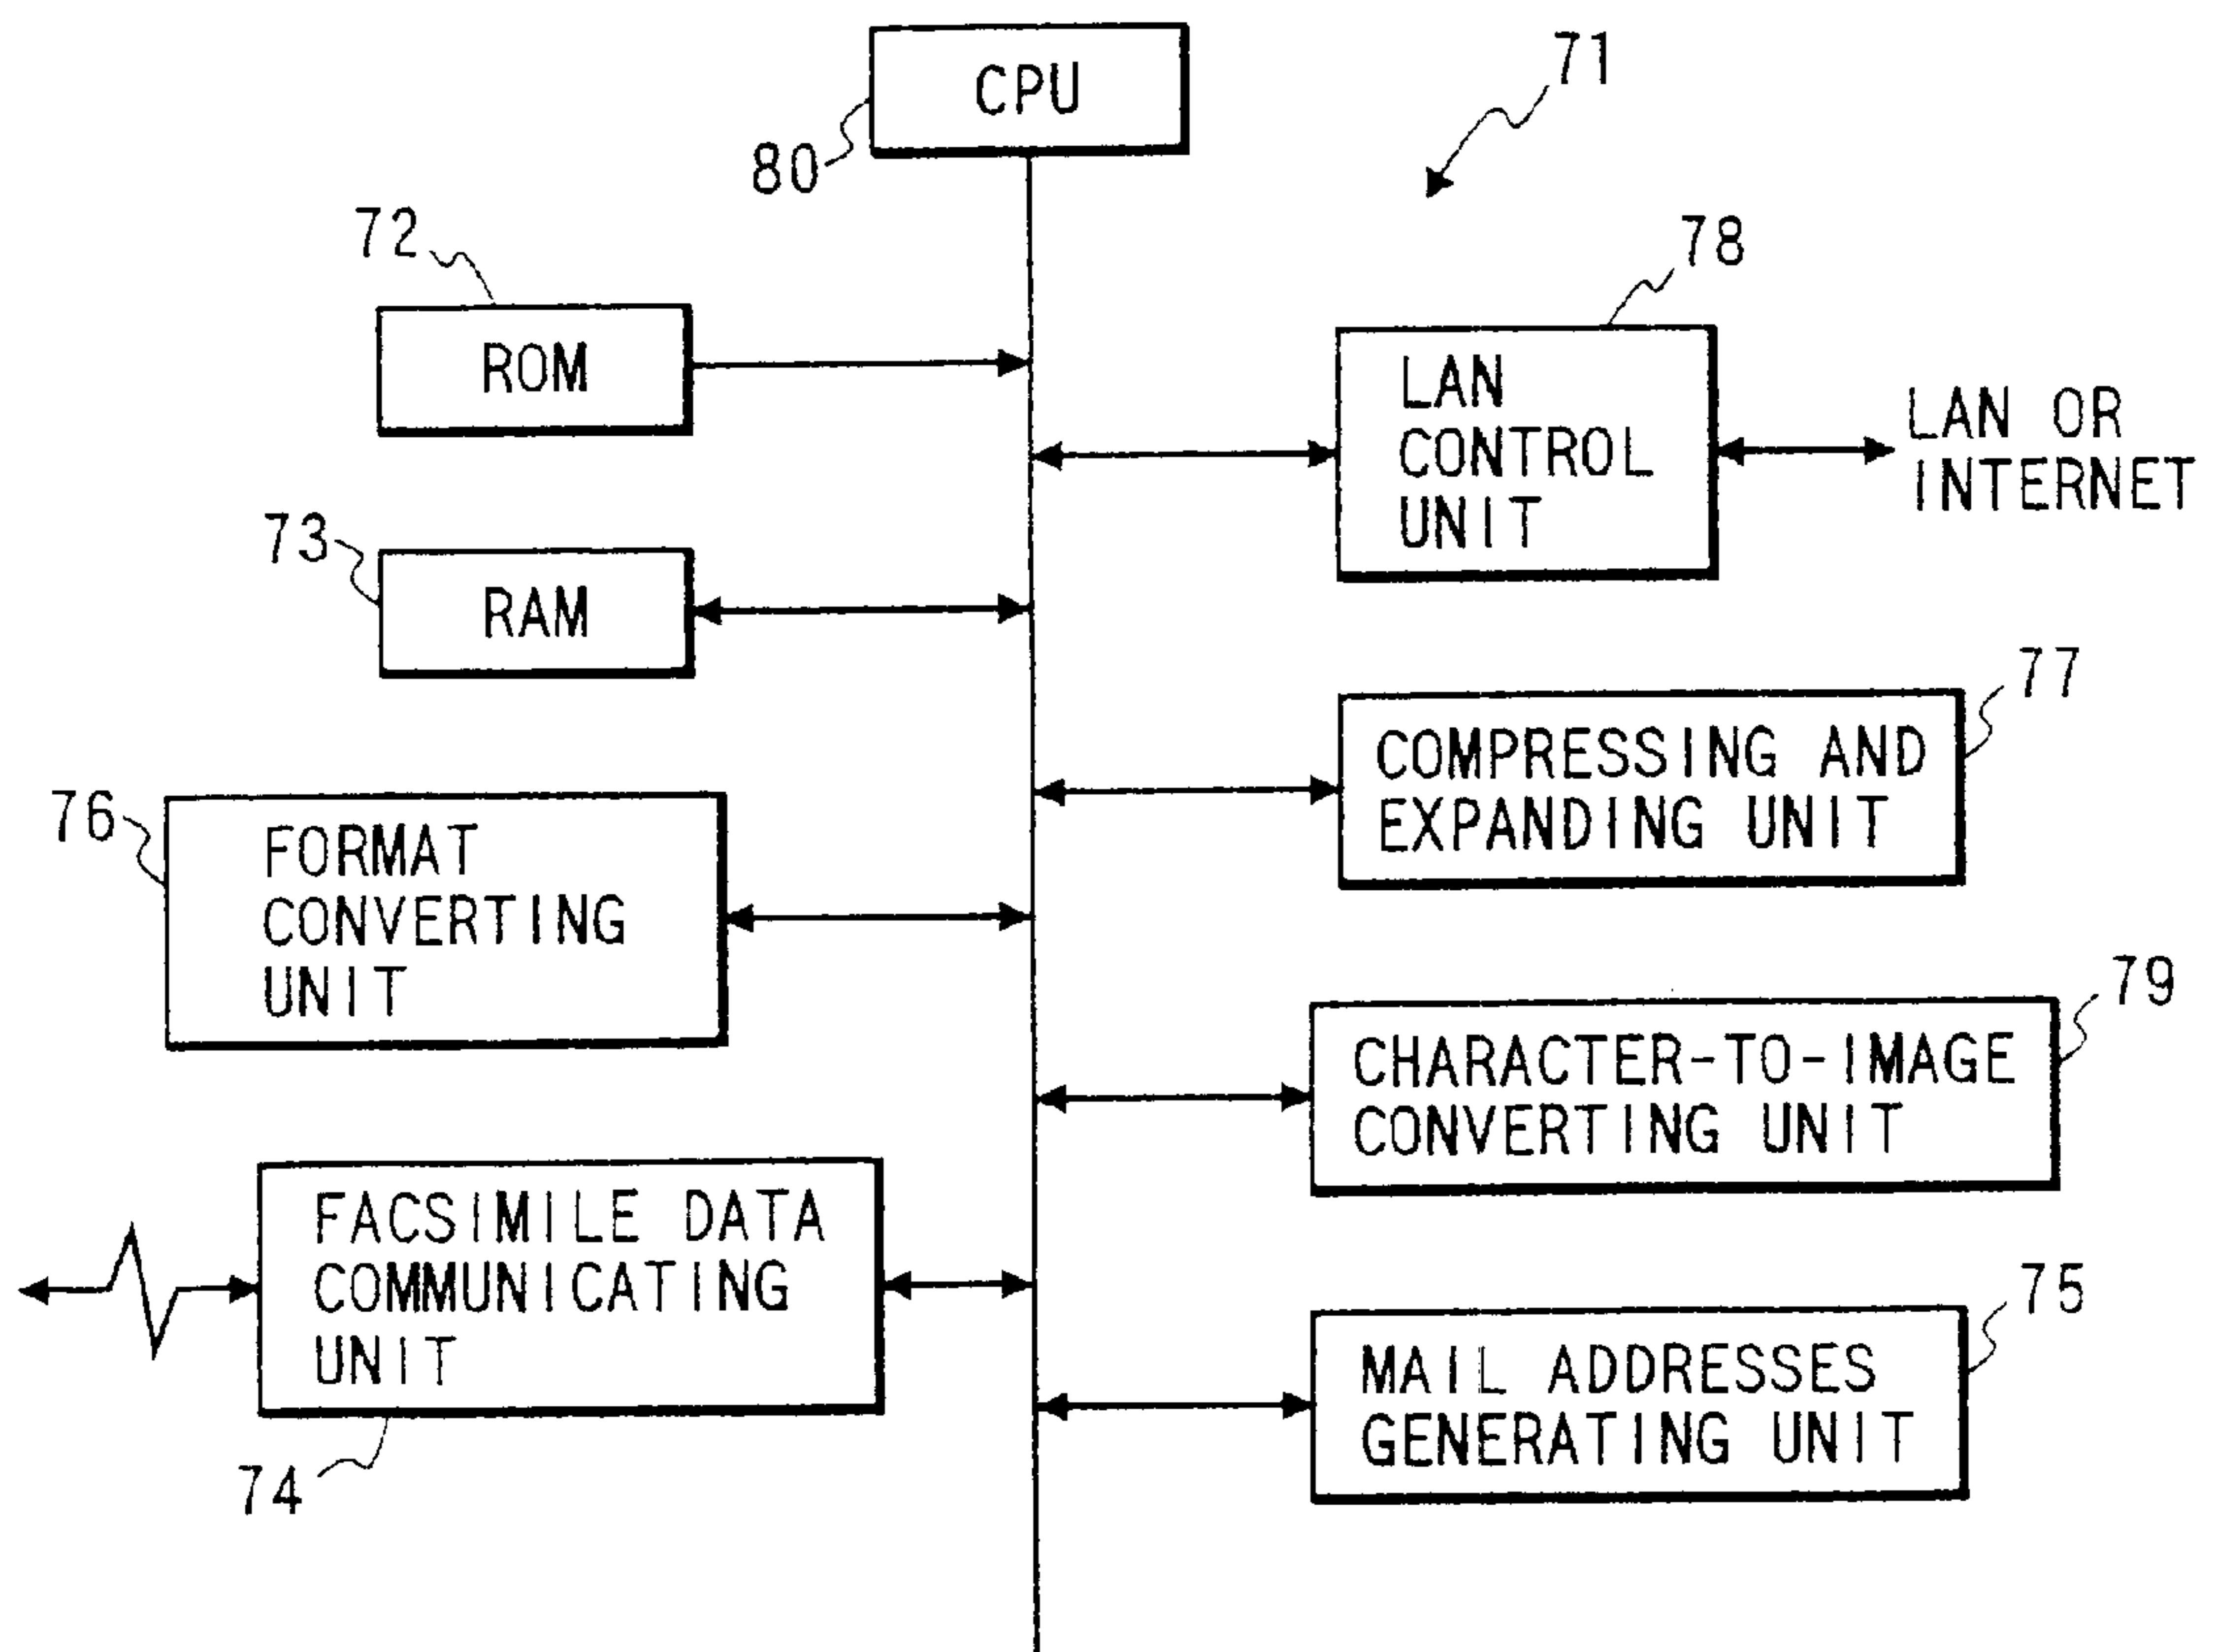 CPU
80
71
72
ROM
78
LAN
CONTROL
UNIT
LAN OR
INTERNET
73
RAM
77
COMPRESSING AND
EXPANDING UNIT
76
FORMAT
CONVERTING
UNIT
79
CHARACTER-TO-IMAGE
CONVERTING UNIT
FACSIMILE DATA
COMMUNICATING
UNIT
74
75
MAIL ADDRESSES
GENERATING UNIT